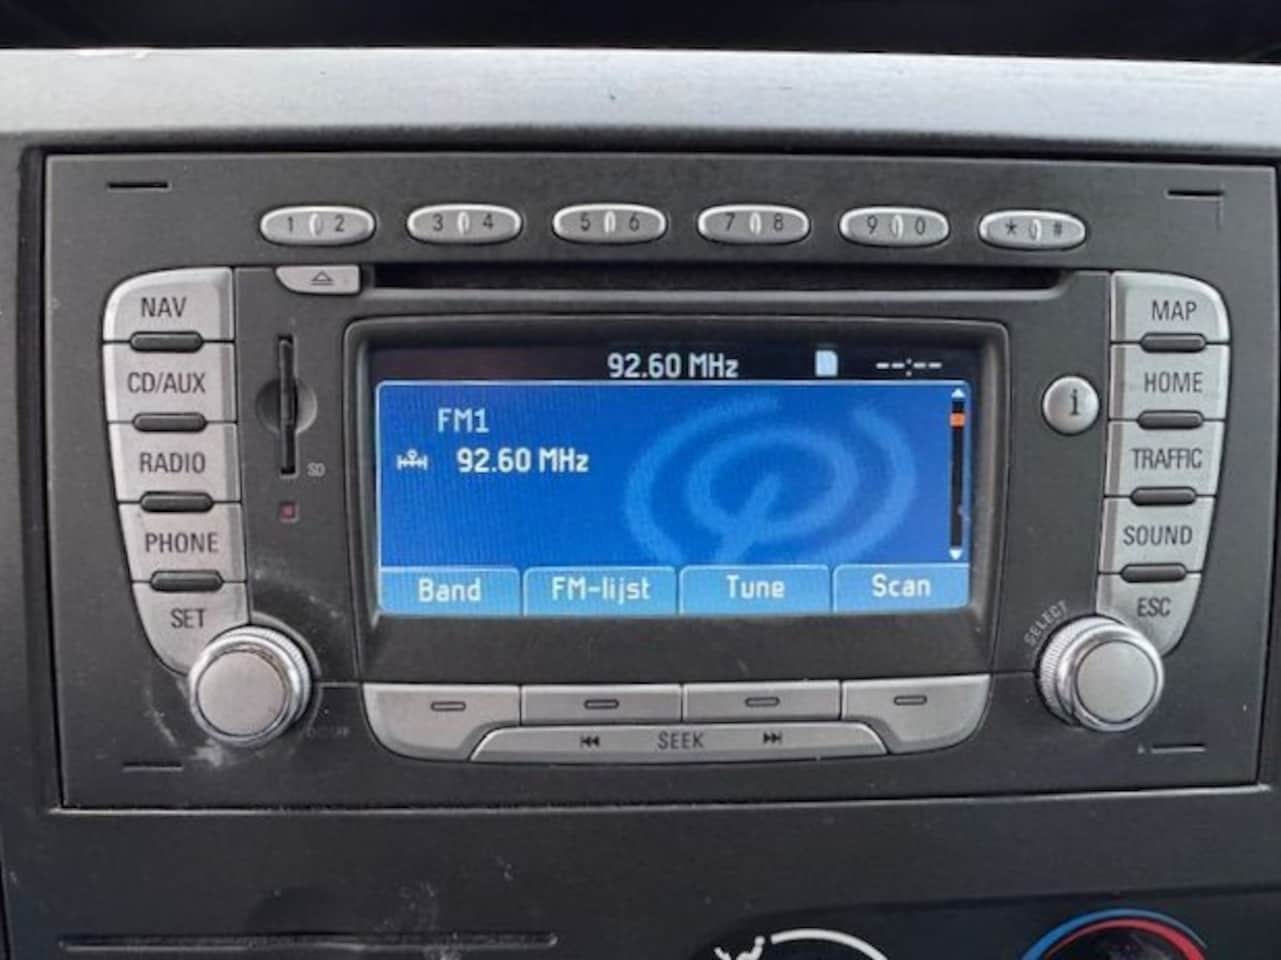 1 2 3 4 5 6 7 8 9 0 * #
NAV
CD/AUX
RADIO
PHONE
SET
SD
92.60 MHz --:--
FM1
92.60 MHz
Band FM-lijst Tune Scan
i
MAP
HOME
TRAFFIC
SOUND
ESC
SELECT
SEEK